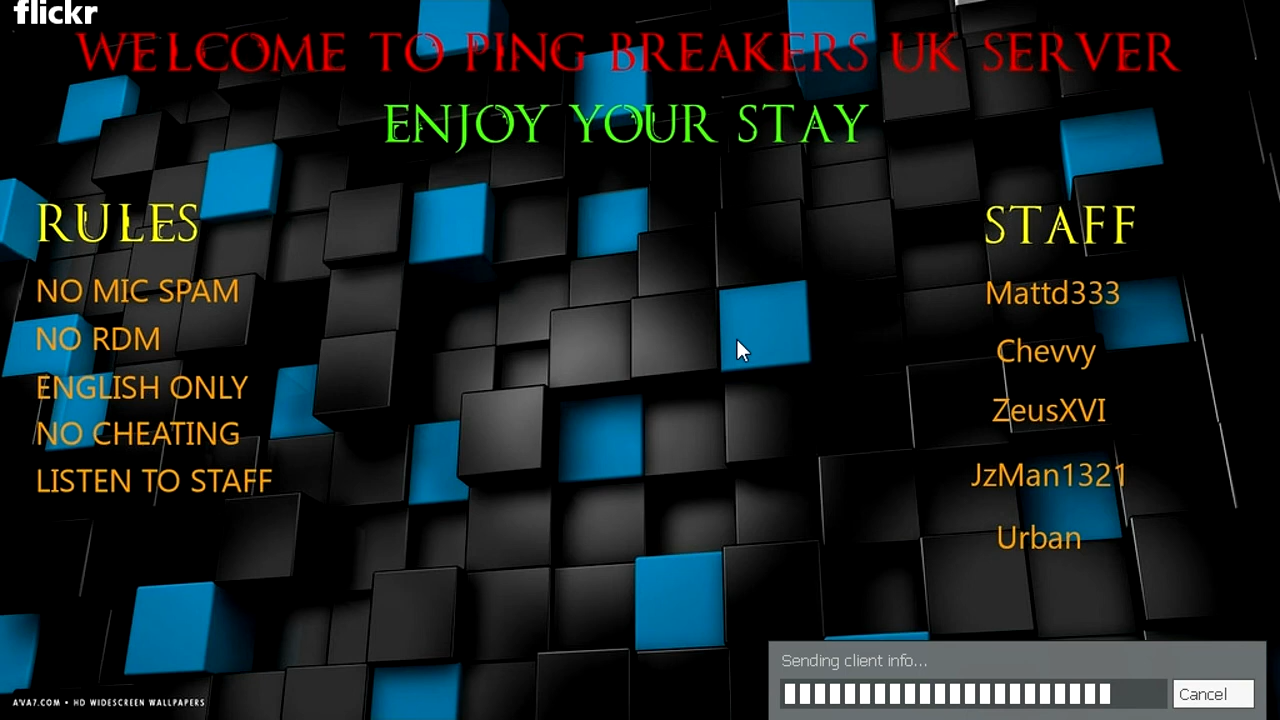 flickr
WELCOME TO PING BREAKERS UK SERVER
ENJOY YOUR STAY
RULES
NO MIC SPAM
NO RDM
ENGLISH ONLY
NO CHEATING
LISTEN TO STAFF
STAFF
Mattd333
Chevvy
ZeusXVI
JzMan1321
Urban
Sending client info...
Cancel
AVA7.COM • HD WIDESCREEN WALLPAPERS